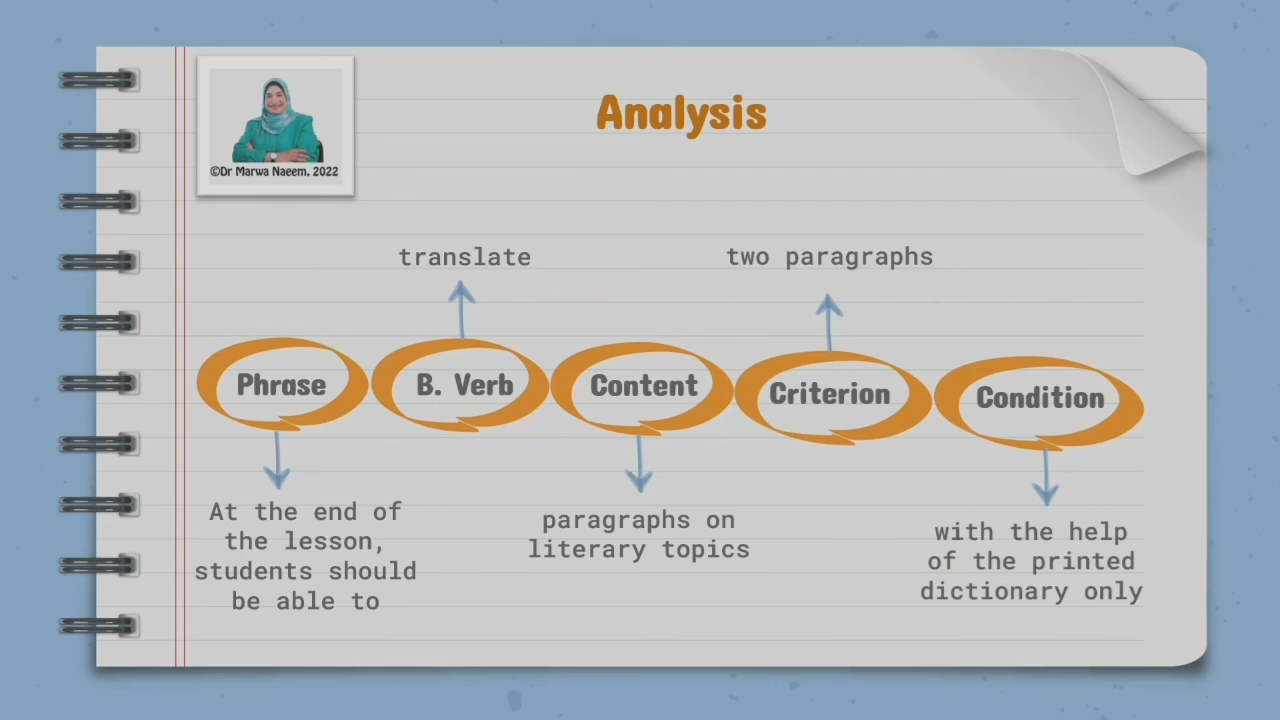 Analysis
©Dr Marwa Naeem, 2022
translate
two paragraphs
Phrase
B. Verb
Content
Criterion
Condition
At the end of
the lesson,
students should
be able to
paragraphs on
literary topics
with the help
of the printed
dictionary only